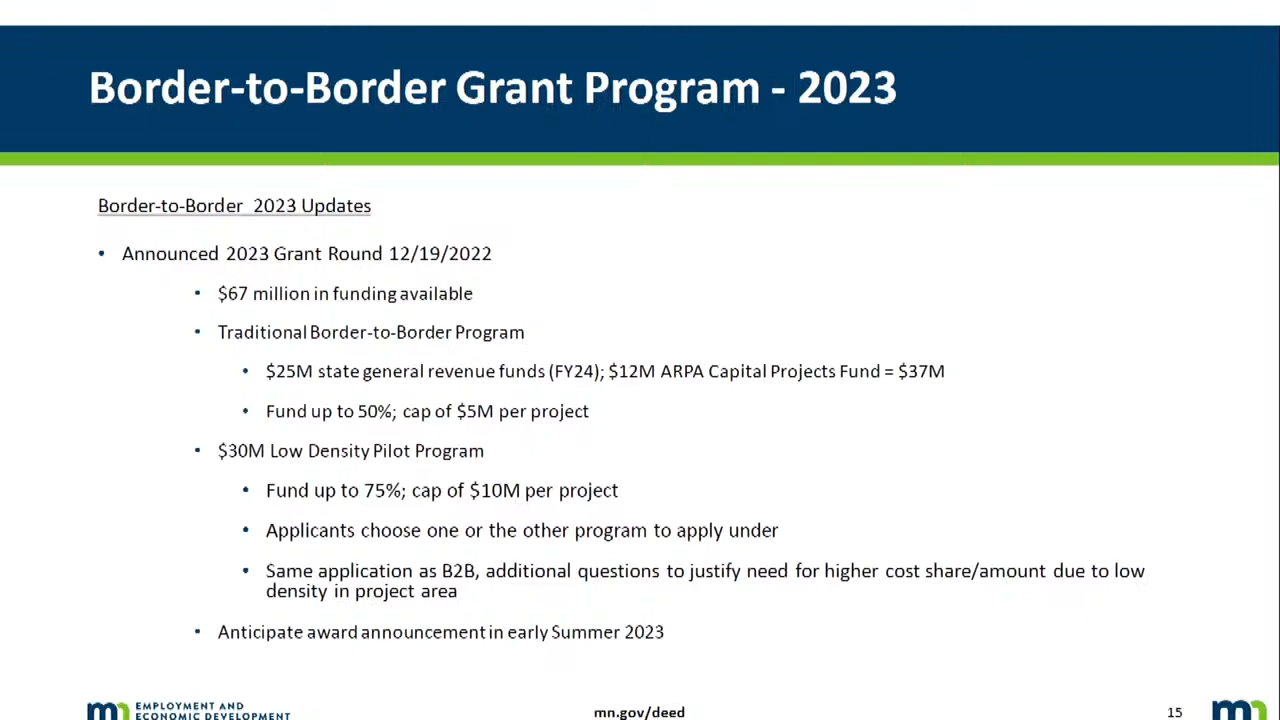 Border-to-Border Grant Program - 2023
Border-to-Border 2023 Updates
• Announced 2023 Grant Round 12/19/2022
• $67 million in funding available
• Traditional Border-to-Border Program
• $25M state general revenue funds (FY24); $12M ARPA Capital Projects Fund = $37M
• Fund up to 50%; cap of $5M per project
• $30M Low Density Pilot Program
• Fund up to 75%; cap of $10M per project
• Applicants choose one or the other program to apply under
• Same application as B2B, additional questions to justify need for higher cost share/amount due to low
density in project area
• Anticipate award announcement in early Summer 2023
mn EMPLOYMENT AND
ECONOMIC DEVELOPMENT
mn.gov/deed
15
mn